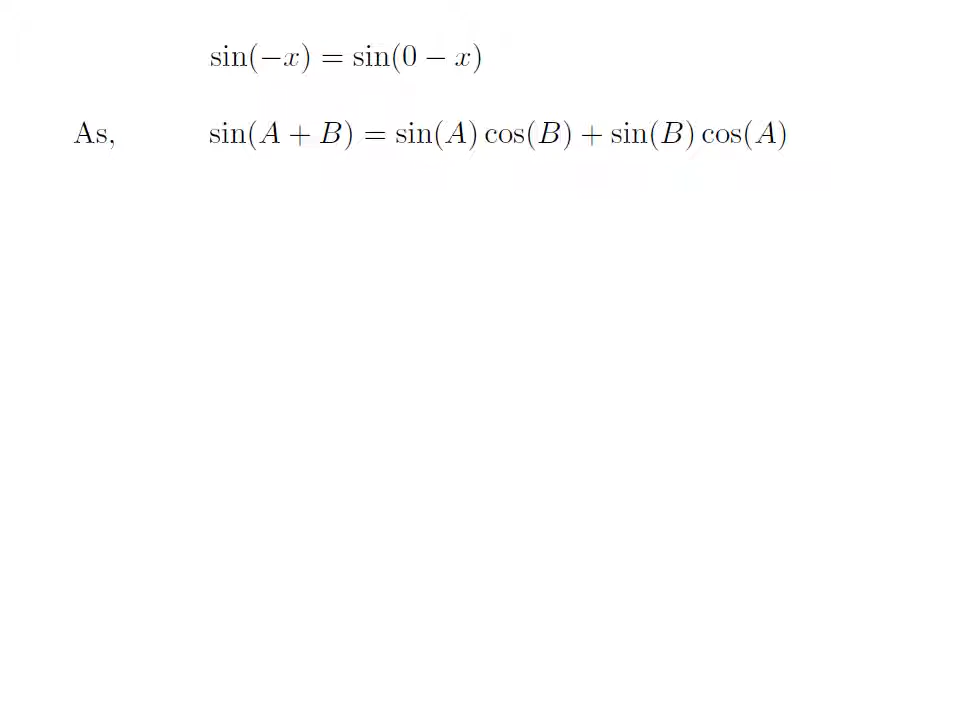 sin(−x) = sin(0 − x)
As, sin(A + B) = sin(A) cos(B) + sin(B) cos(A)